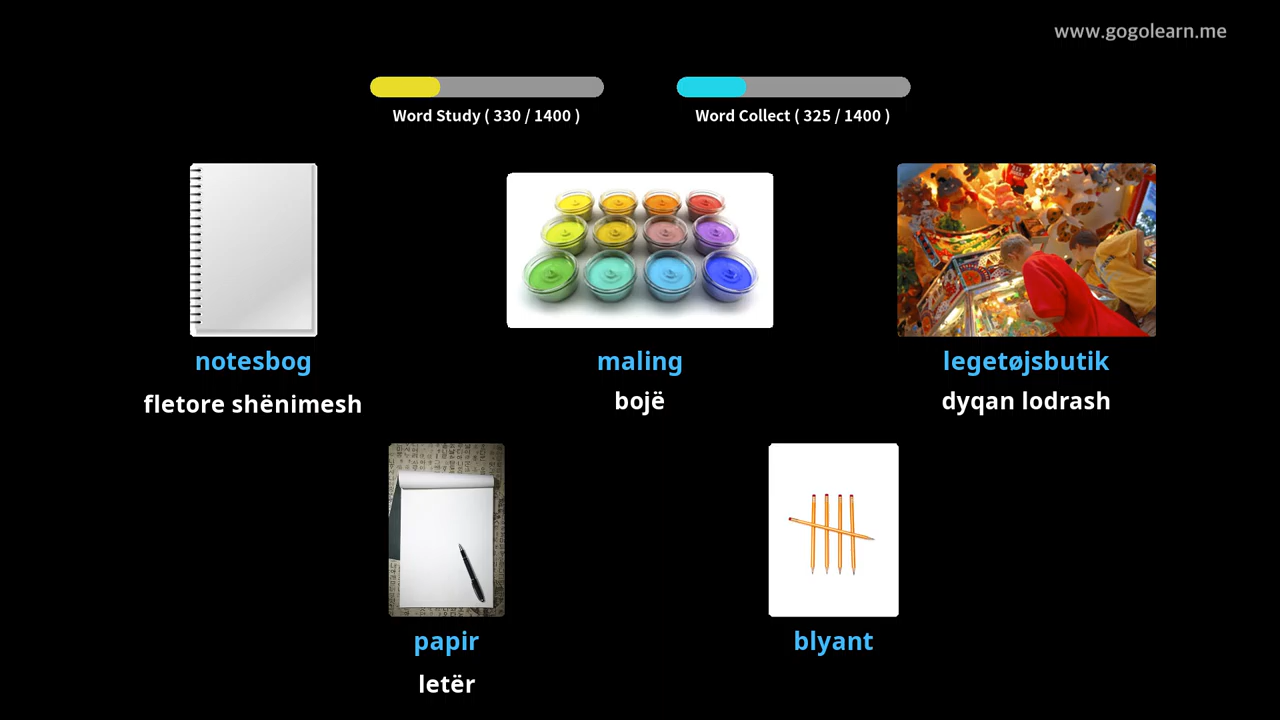 www.gogolearn.me
Word Study ( 330 / 1400 )
Word Collect ( 325 / 1400 )
notesbog
fletore shënimesh
maling
bojë
legetøjsbutik
dyqan lodrash
papir
letër
blyant